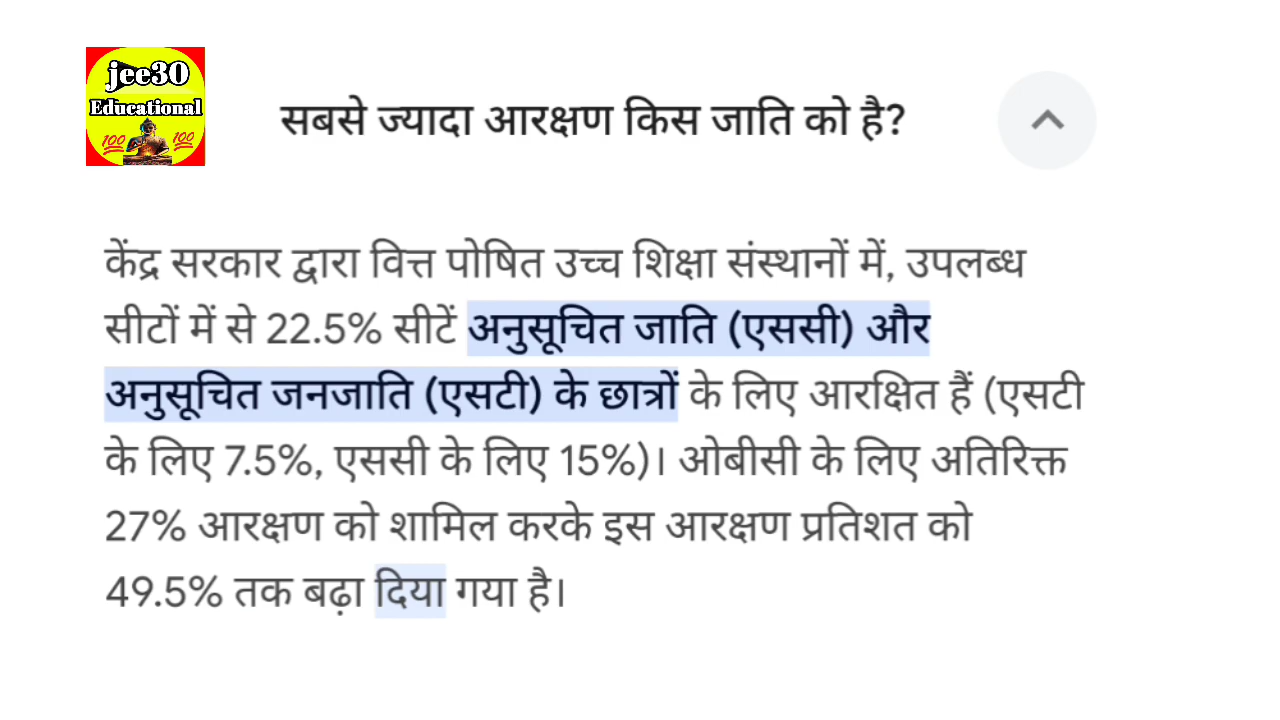 jee30
Educational
100 100
सबसे ज्यादा आरक्षण किस जाति को है?
केंद्र सरकार द्वारा वित्त पोषित उच्च शिक्षा संस्थानों में, उपलब्ध
सीटों में से 22.5% सीटें अनुसूचित जाति (एससी) और
अनुसूचित जनजाति (एसटी) के छात्रों के लिए आरक्षित हैं (एसटी
के लिए 7.5%, एससी के लिए 15%)। ओबीसी के लिए अतिरिक्त
27% आरक्षण को शामिल करके इस आरक्षण प्रतिशत को
49.5% तक बढ़ा दिया गया है।